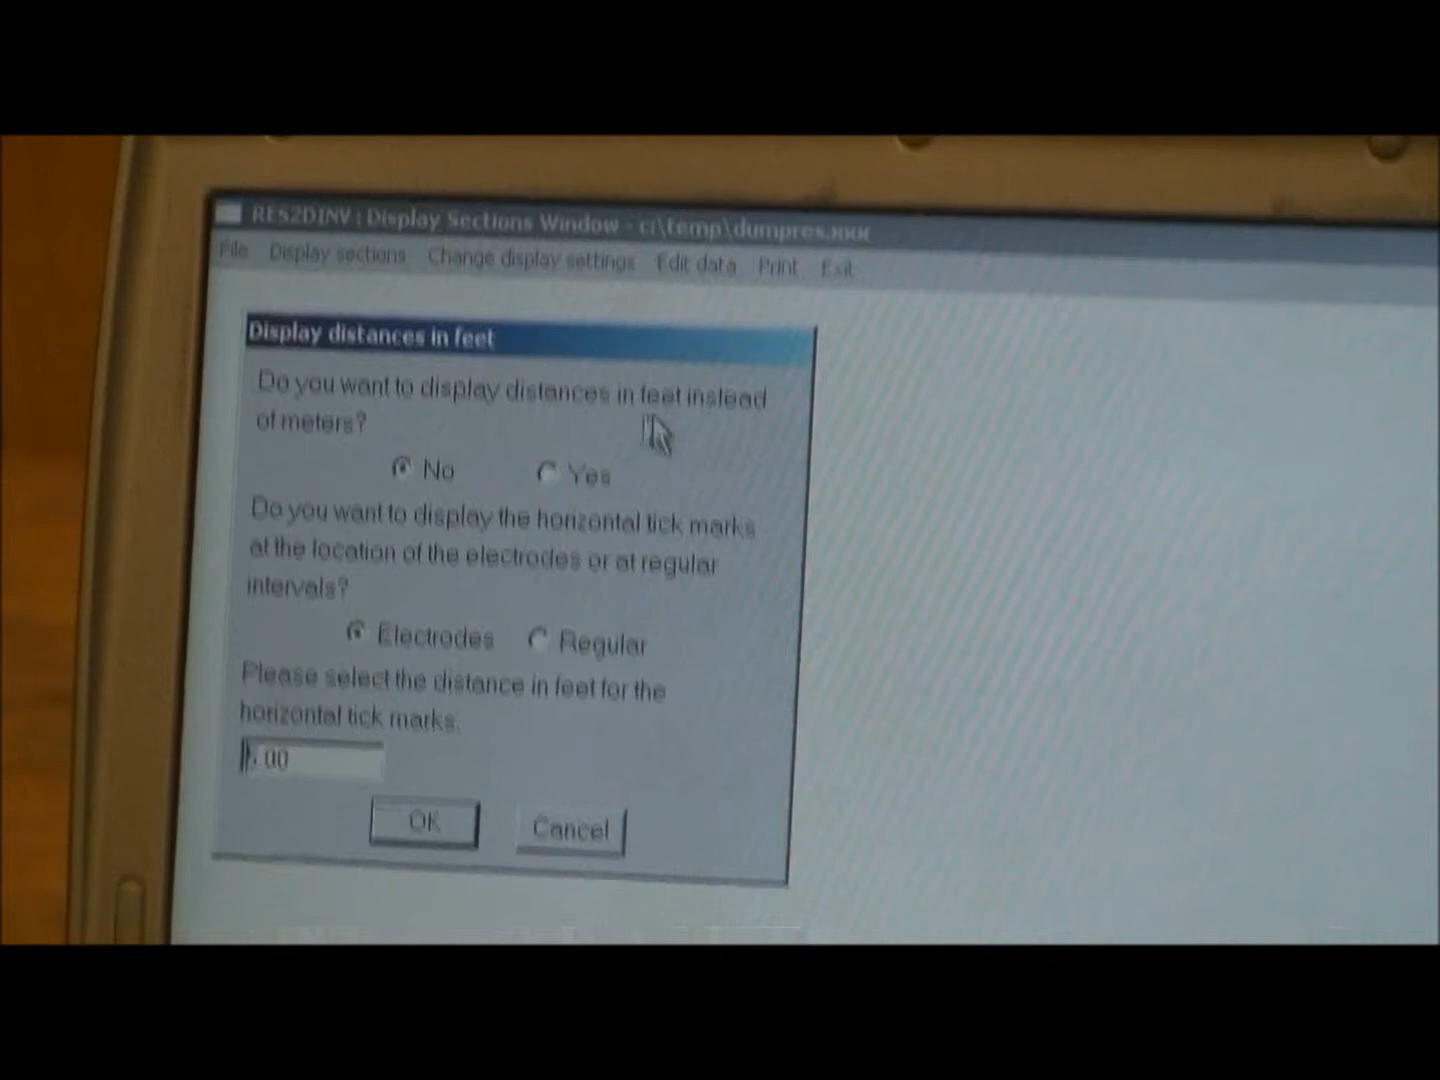 RES2DINV : Display Sections Window - c:\temp\dumpres.xxx
File Display sections Change display settings Edit data Print Exit
Display distances in feet
Do you want to display distances in feet instead
of meters?
No Yes
Do you want to display the horizontal tick marks
at the location of the electrodes or at regular
intervals?
Electrodes Regular
Please select the distance in feet for the
horizontal tick marks.
OK Cancel